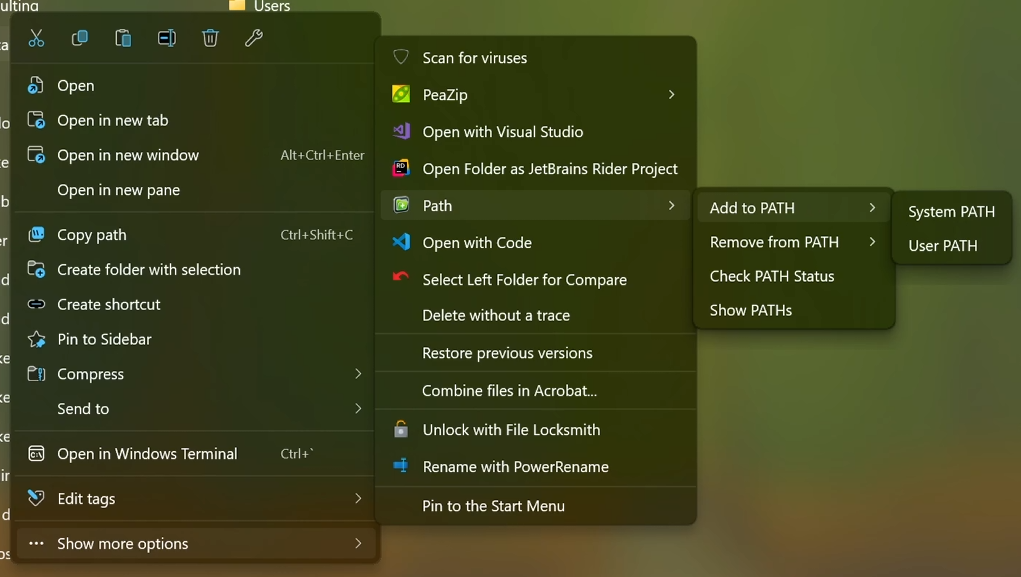 ulting
Users
Open
Open in new tab
Open in new window Alt+Ctrl+Enter
Open in new pane
Copy path Ctrl+Shift+C
Create folder with selection
Create shortcut
Pin to Sidebar
Compress
Send to
Open in Windows Terminal Ctrl+`
Edit tags
Show more options
Scan for viruses
PeaZip
Open with Visual Studio
RD
Open Folder as JetBrains Rider Project
Path
Open with Code
Select Left Folder for Compare
Delete without a trace
Restore previous versions
Combine files in Acrobat...
Unlock with File Locksmith
Rename with PowerRename
Pin to the Start Menu
Add to PATH
Remove from PATH
Check PATH Status
Show PATHs
System PATH
User PATH